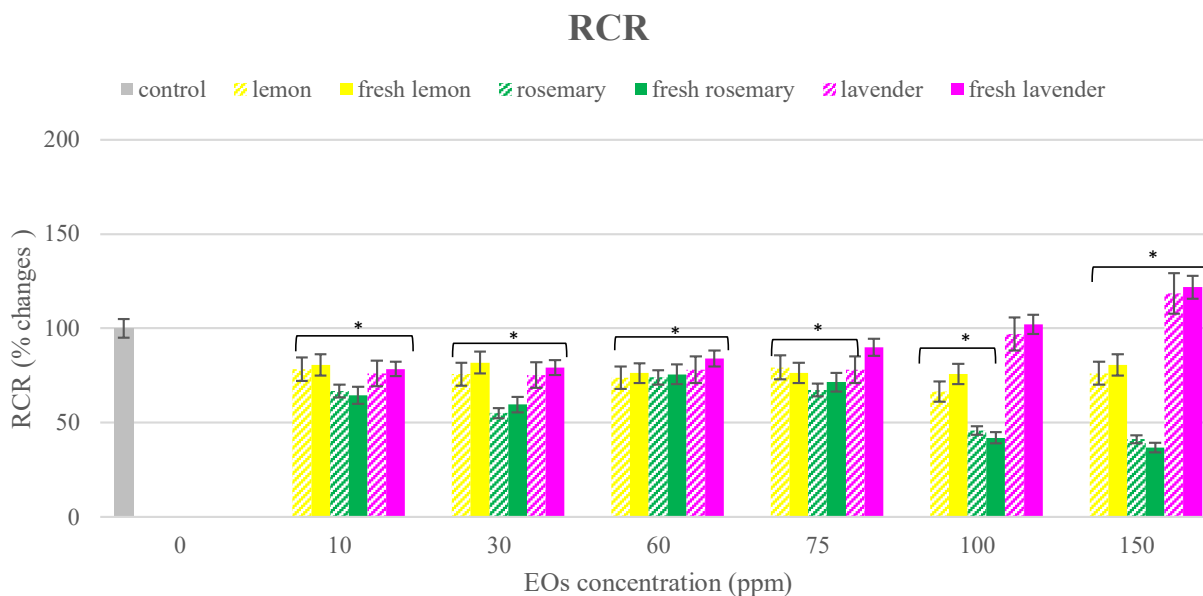 RCR
control lemon fresh lemon rosemary fresh rosemary lavender fresh lavender
200
150
100
50
0
RCR (% changes )
* * * * * *
0 10 30 60 75 100 150
EOs concentration (ppm)